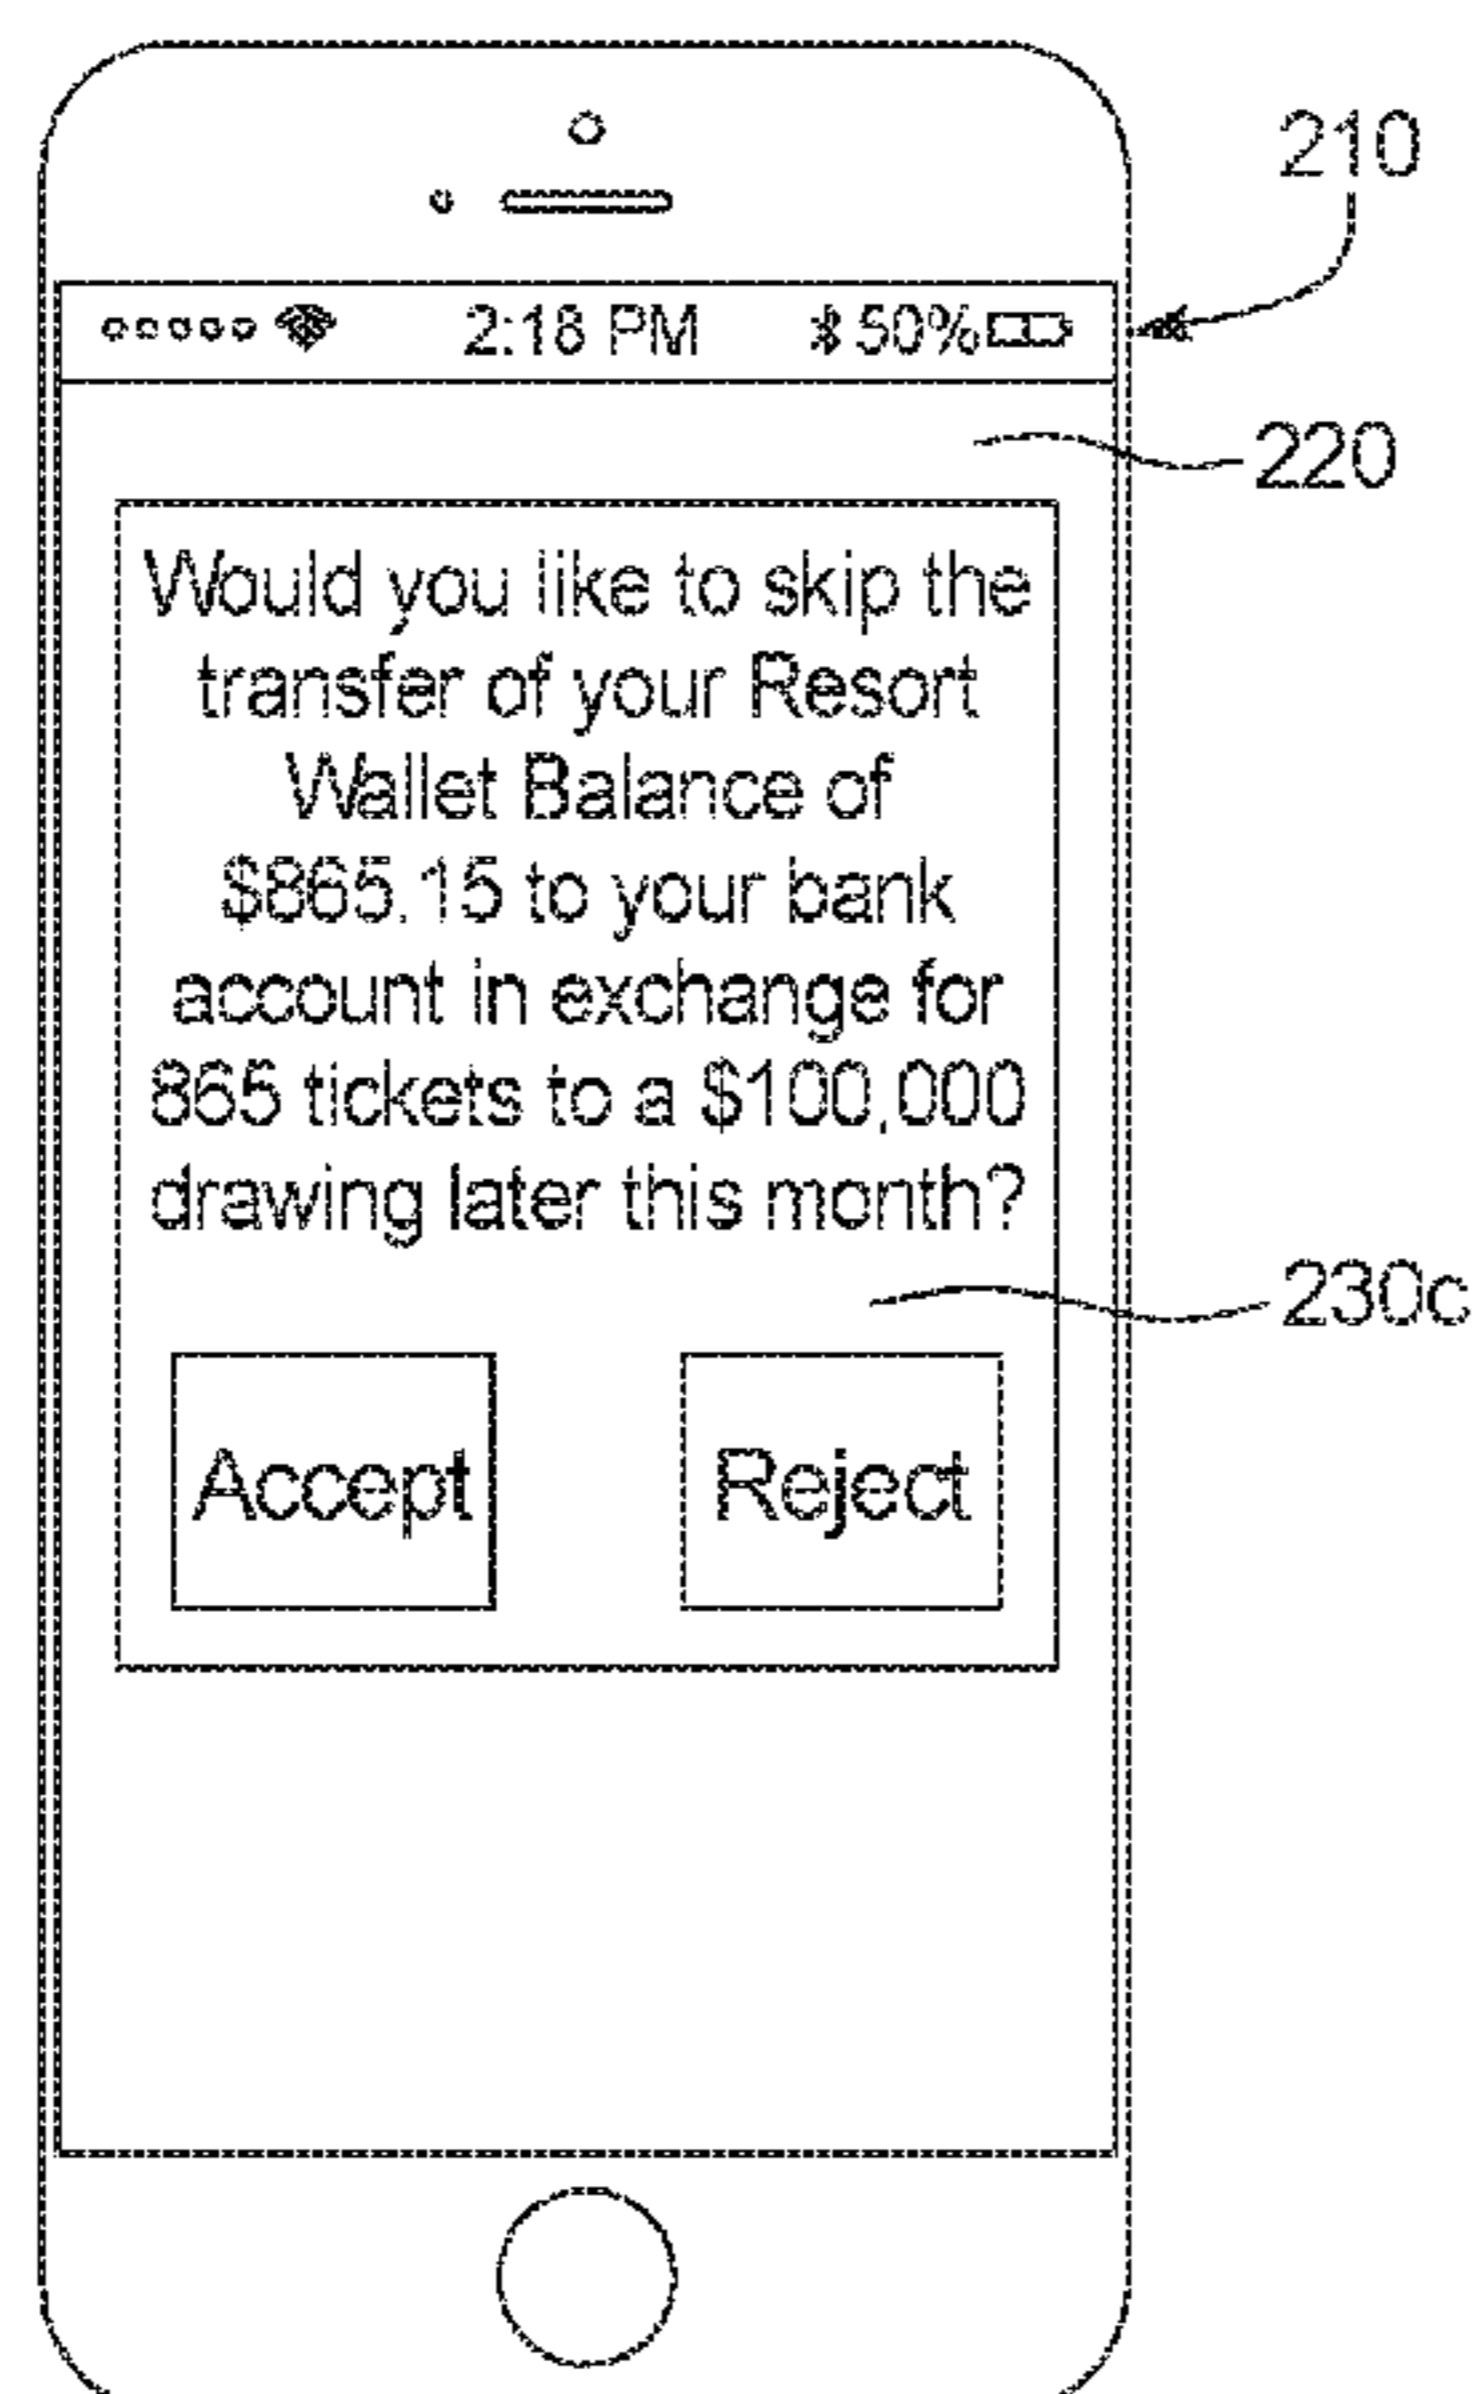 210
2:18 PM 50%
220
Would you like to skip the
transfer of your Resort
Wallet Balance of
$865.15 to your bank
account in exchange for
865 tickets to a $100,000
drawing later this month?
230c
Accept Reject